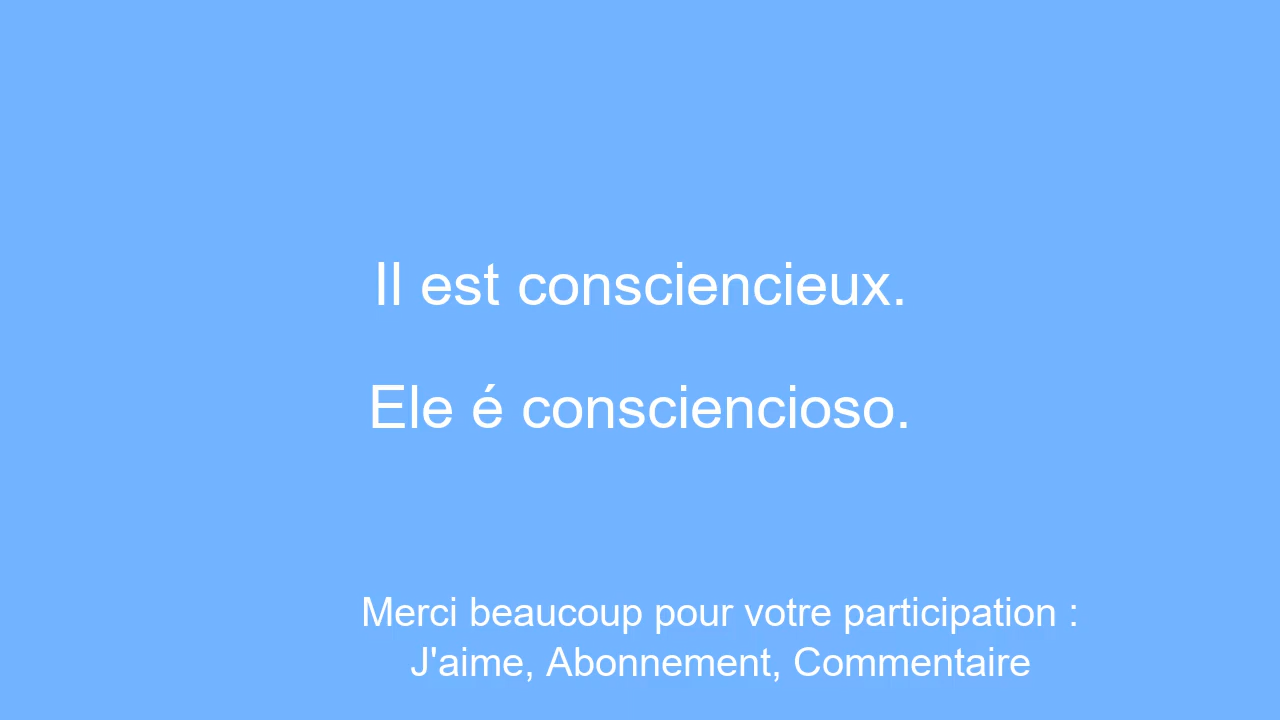 Il est consciencieux.
Ele é consciencioso.
Merci beaucoup pour votre participation :
J'aime, Abonnement, Commentaire